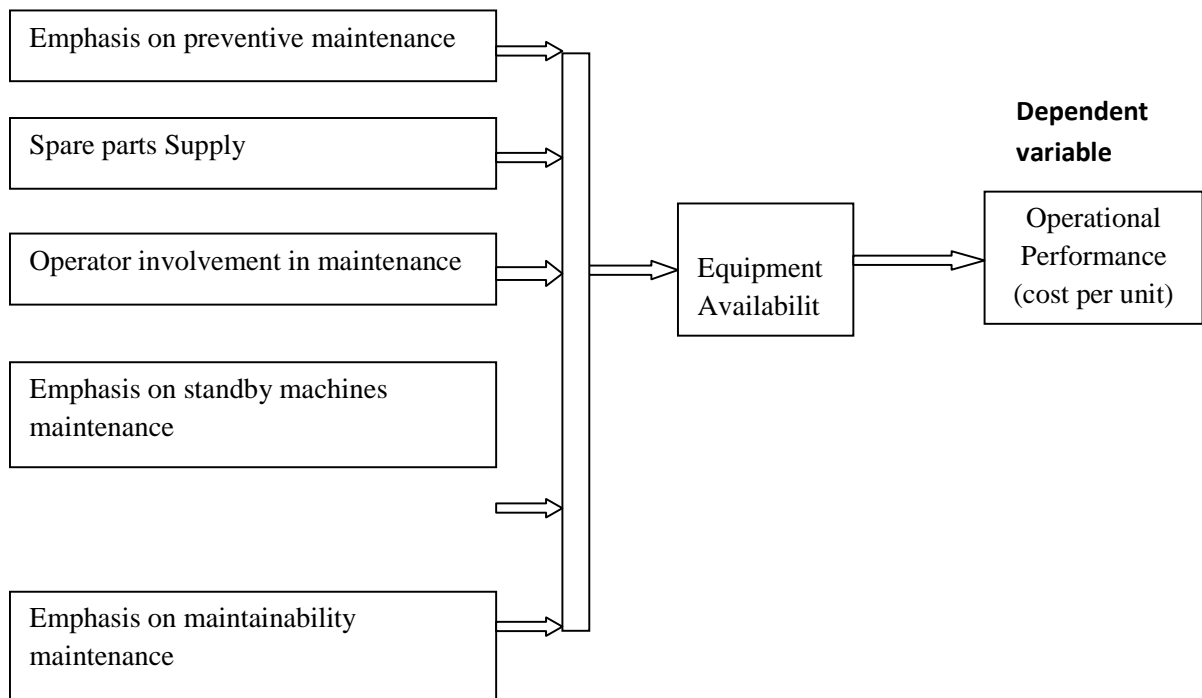 Emphasis on preventive maintenance
Spare parts Supply
Operator involvement in maintenance
Emphasis on standby machines
maintenance
Emphasis on maintainability
maintenance
Equipment
Availabilit
Dependent
variable
Operational
Performance
(cost per unit)